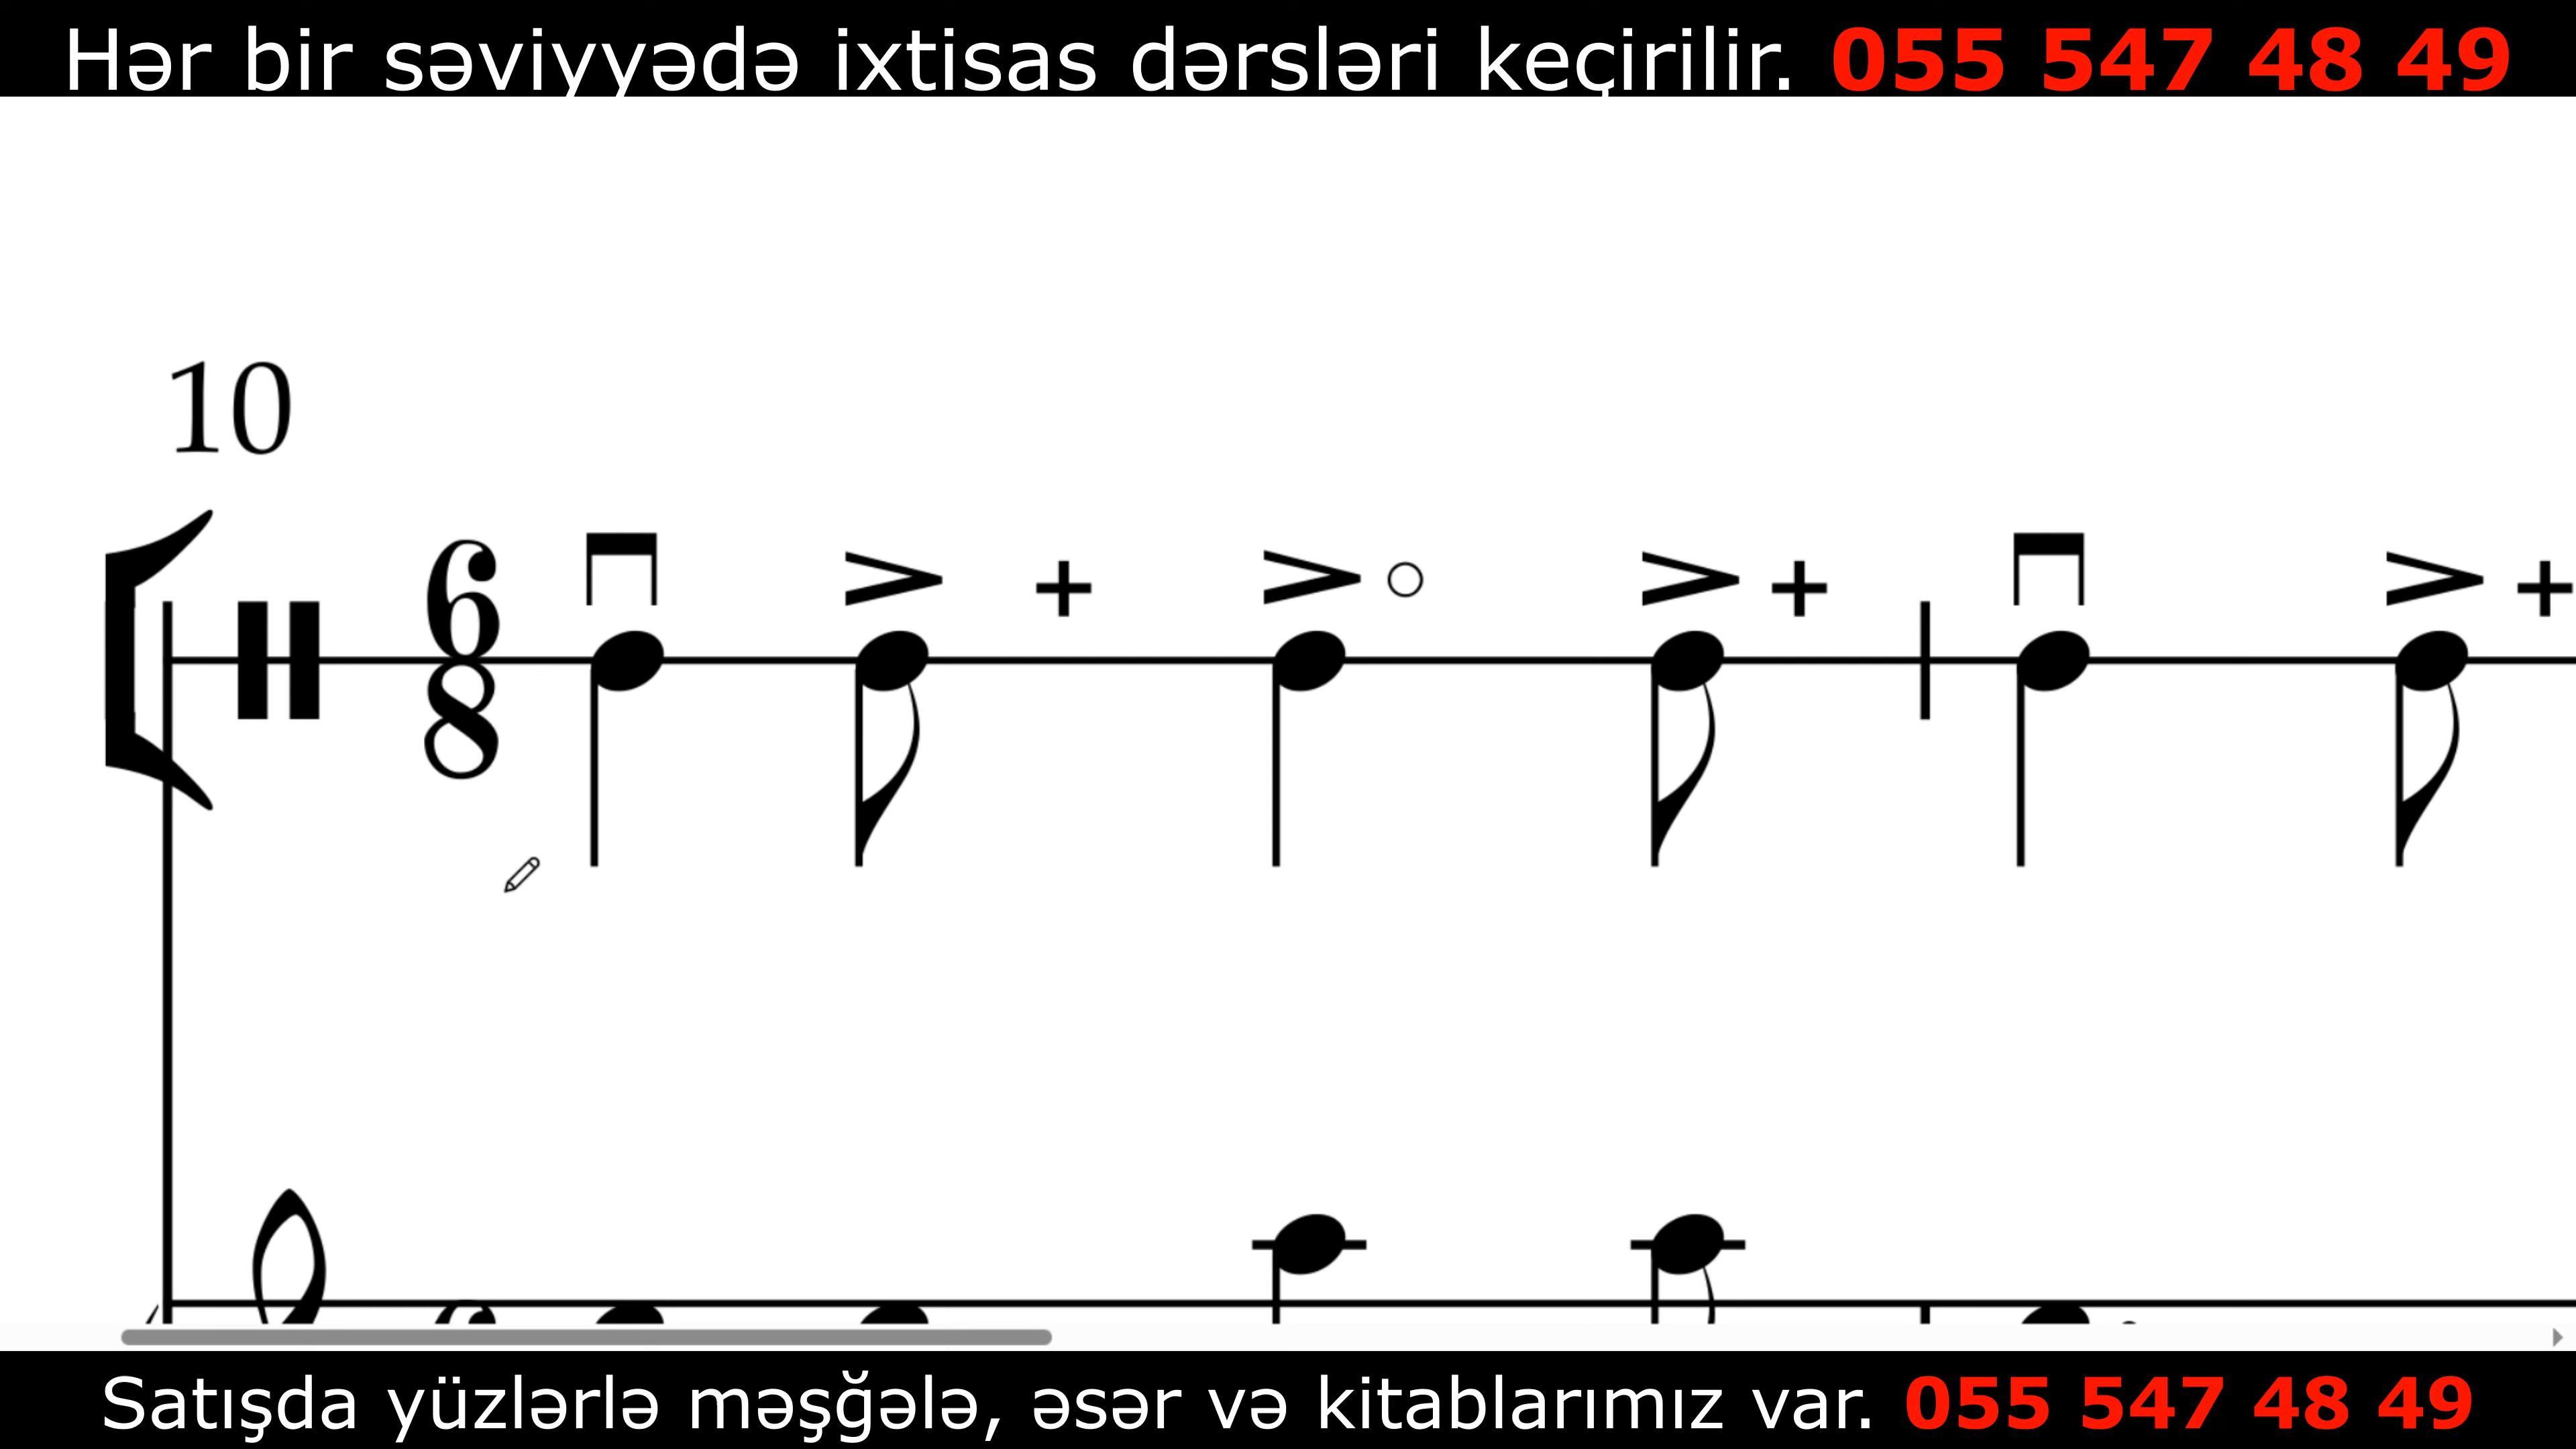 Hər bir səviyyədə ixtisas dərsləri keçirilir. 055 547 48 49
10
6
8
Satışda yüzlərlə məşğələ, əsər və kitablarımız var. 055 547 48 49